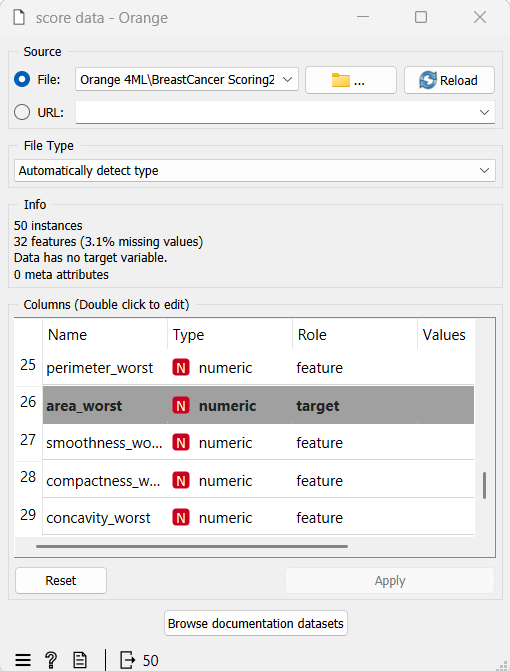 score data - Orange
Source
File: Orange 4ML\BreastCancer Scoring2 ... Reload
URL:
File Type
Automatically detect type
Info
50 instances
32 features (3.1% missing values)
Data has no target variable.
0 meta attributes
Columns (Double click to edit)
Name Type Role Values
25 perimeter_worst N numeric feature
26 area_worst N numeric target
27 smoothness_wo... N numeric feature
28 compactness_w... N numeric feature
29 concavity_worst N numeric feature
Reset Apply
Browse documentation datasets
? 50